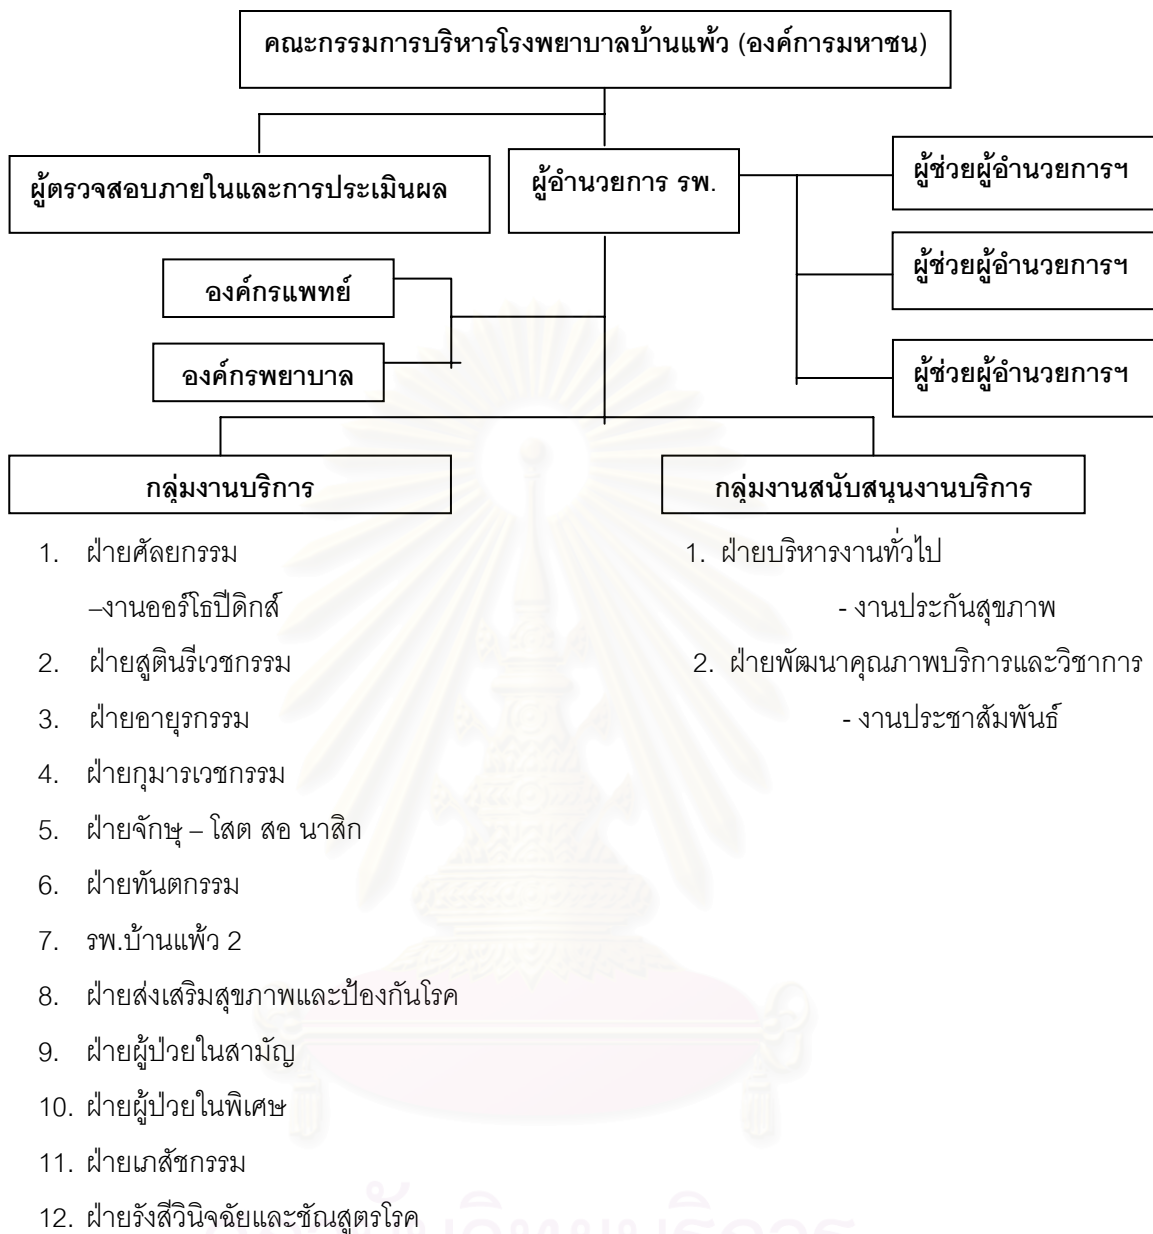 คณะกรรมการบริหารโรงพยาบาลบ้านแพ้ว (องค์การมหาชน)
ผู้ตรวจสอบภายในและการประเมินผล
ผู้อำนวยการ รพ.
ผู้ช่วยผู้อำนวยการฯ
ผู้ช่วยผู้อำนวยการฯ
ผู้ช่วยผู้อำนวยการฯ
องค์กรแพทย์
องค์กรพยาบาล
กลุ่มงานบริการ
1. ฝ่ายศัลยกรรม
–งานออร์โธปีดิกส์
2. ฝ่ายสูตินรีเวชกรรม
3. ฝ่ายอายุรกรรม
4. ฝ่ายกุมารเวชกรรม
5. ฝ่ายจักษุ – โสต สอ นาสิก
6. ฝ่ายทันตกรรม
7. รพ.บ้านแพ้ว 2
8. ฝ่ายส่งเสริมสุขภาพและป้องกันโรค
9. ฝ่ายผู้ป่วยในสามัญ
10. ฝ่ายผู้ป่วยในพิเศษ
11. ฝ่ายเภสัชกรรม
12. ฝ่ายรังสีวินิจฉัยและชัณสูตรโรค
กลุ่มงานสนับสนุนงานบริการ
1. ฝ่ายบริหารงานทั่วไป
- งานประกันสุขภาพ
2. ฝ่ายพัฒนาคุณภาพบริการและวิชาการ
- งานประชาสัมพันธ์